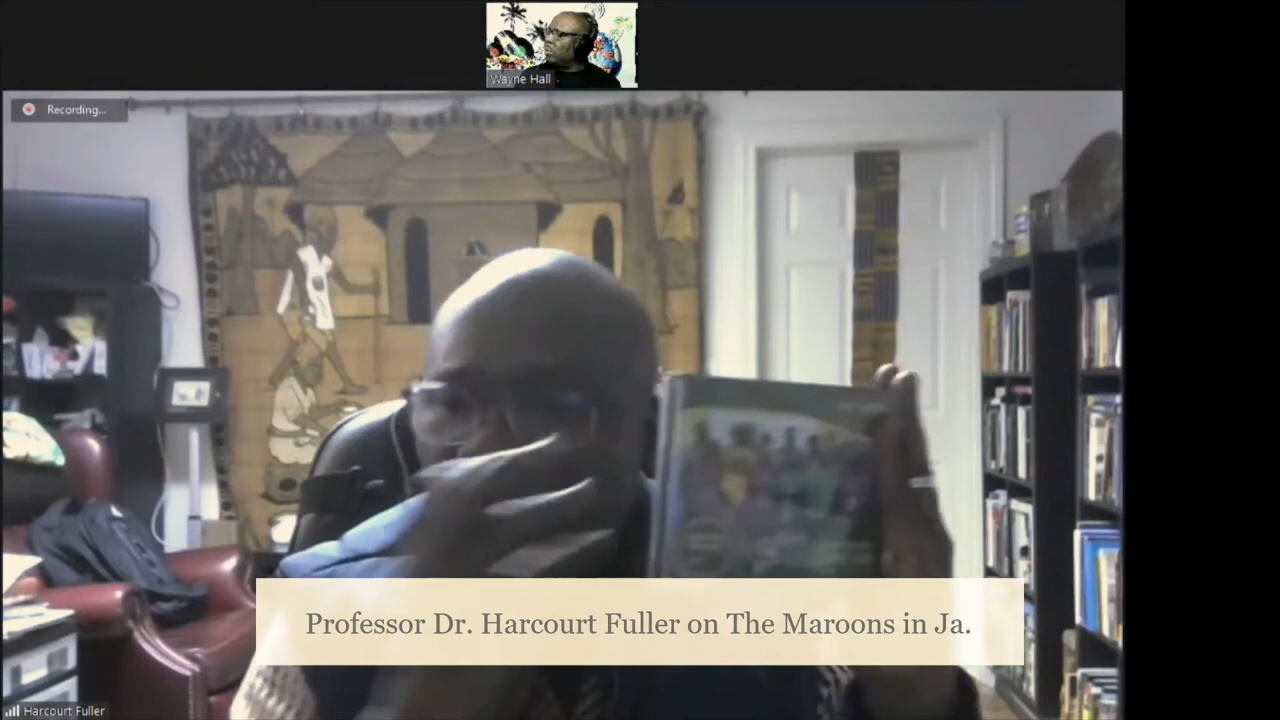 Wayne Hall
Recording...
Professor Dr. Harcourt Fuller on The Maroons in Ja.
Harcourt Fuller